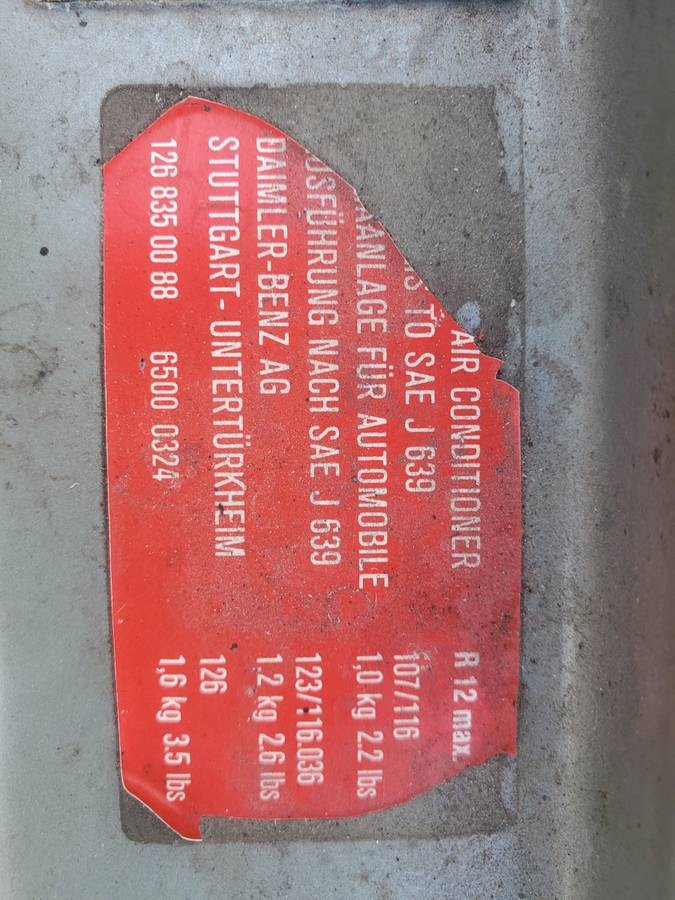 AIR CONDITIONER
TO SAE J 639
FÜR AUTOMOBILE
NACH SAE J 639
DAIMLER-BENZ AG
STUTTGART-UNTERTÜRKHEIM
126 835 00 88 6500 0324
R 12 max.
107/116
1,0 kg 2.2 lbs
123/116.036
1.2 kg 2.6 lbs
126
1,6 kg 3.5 lbs